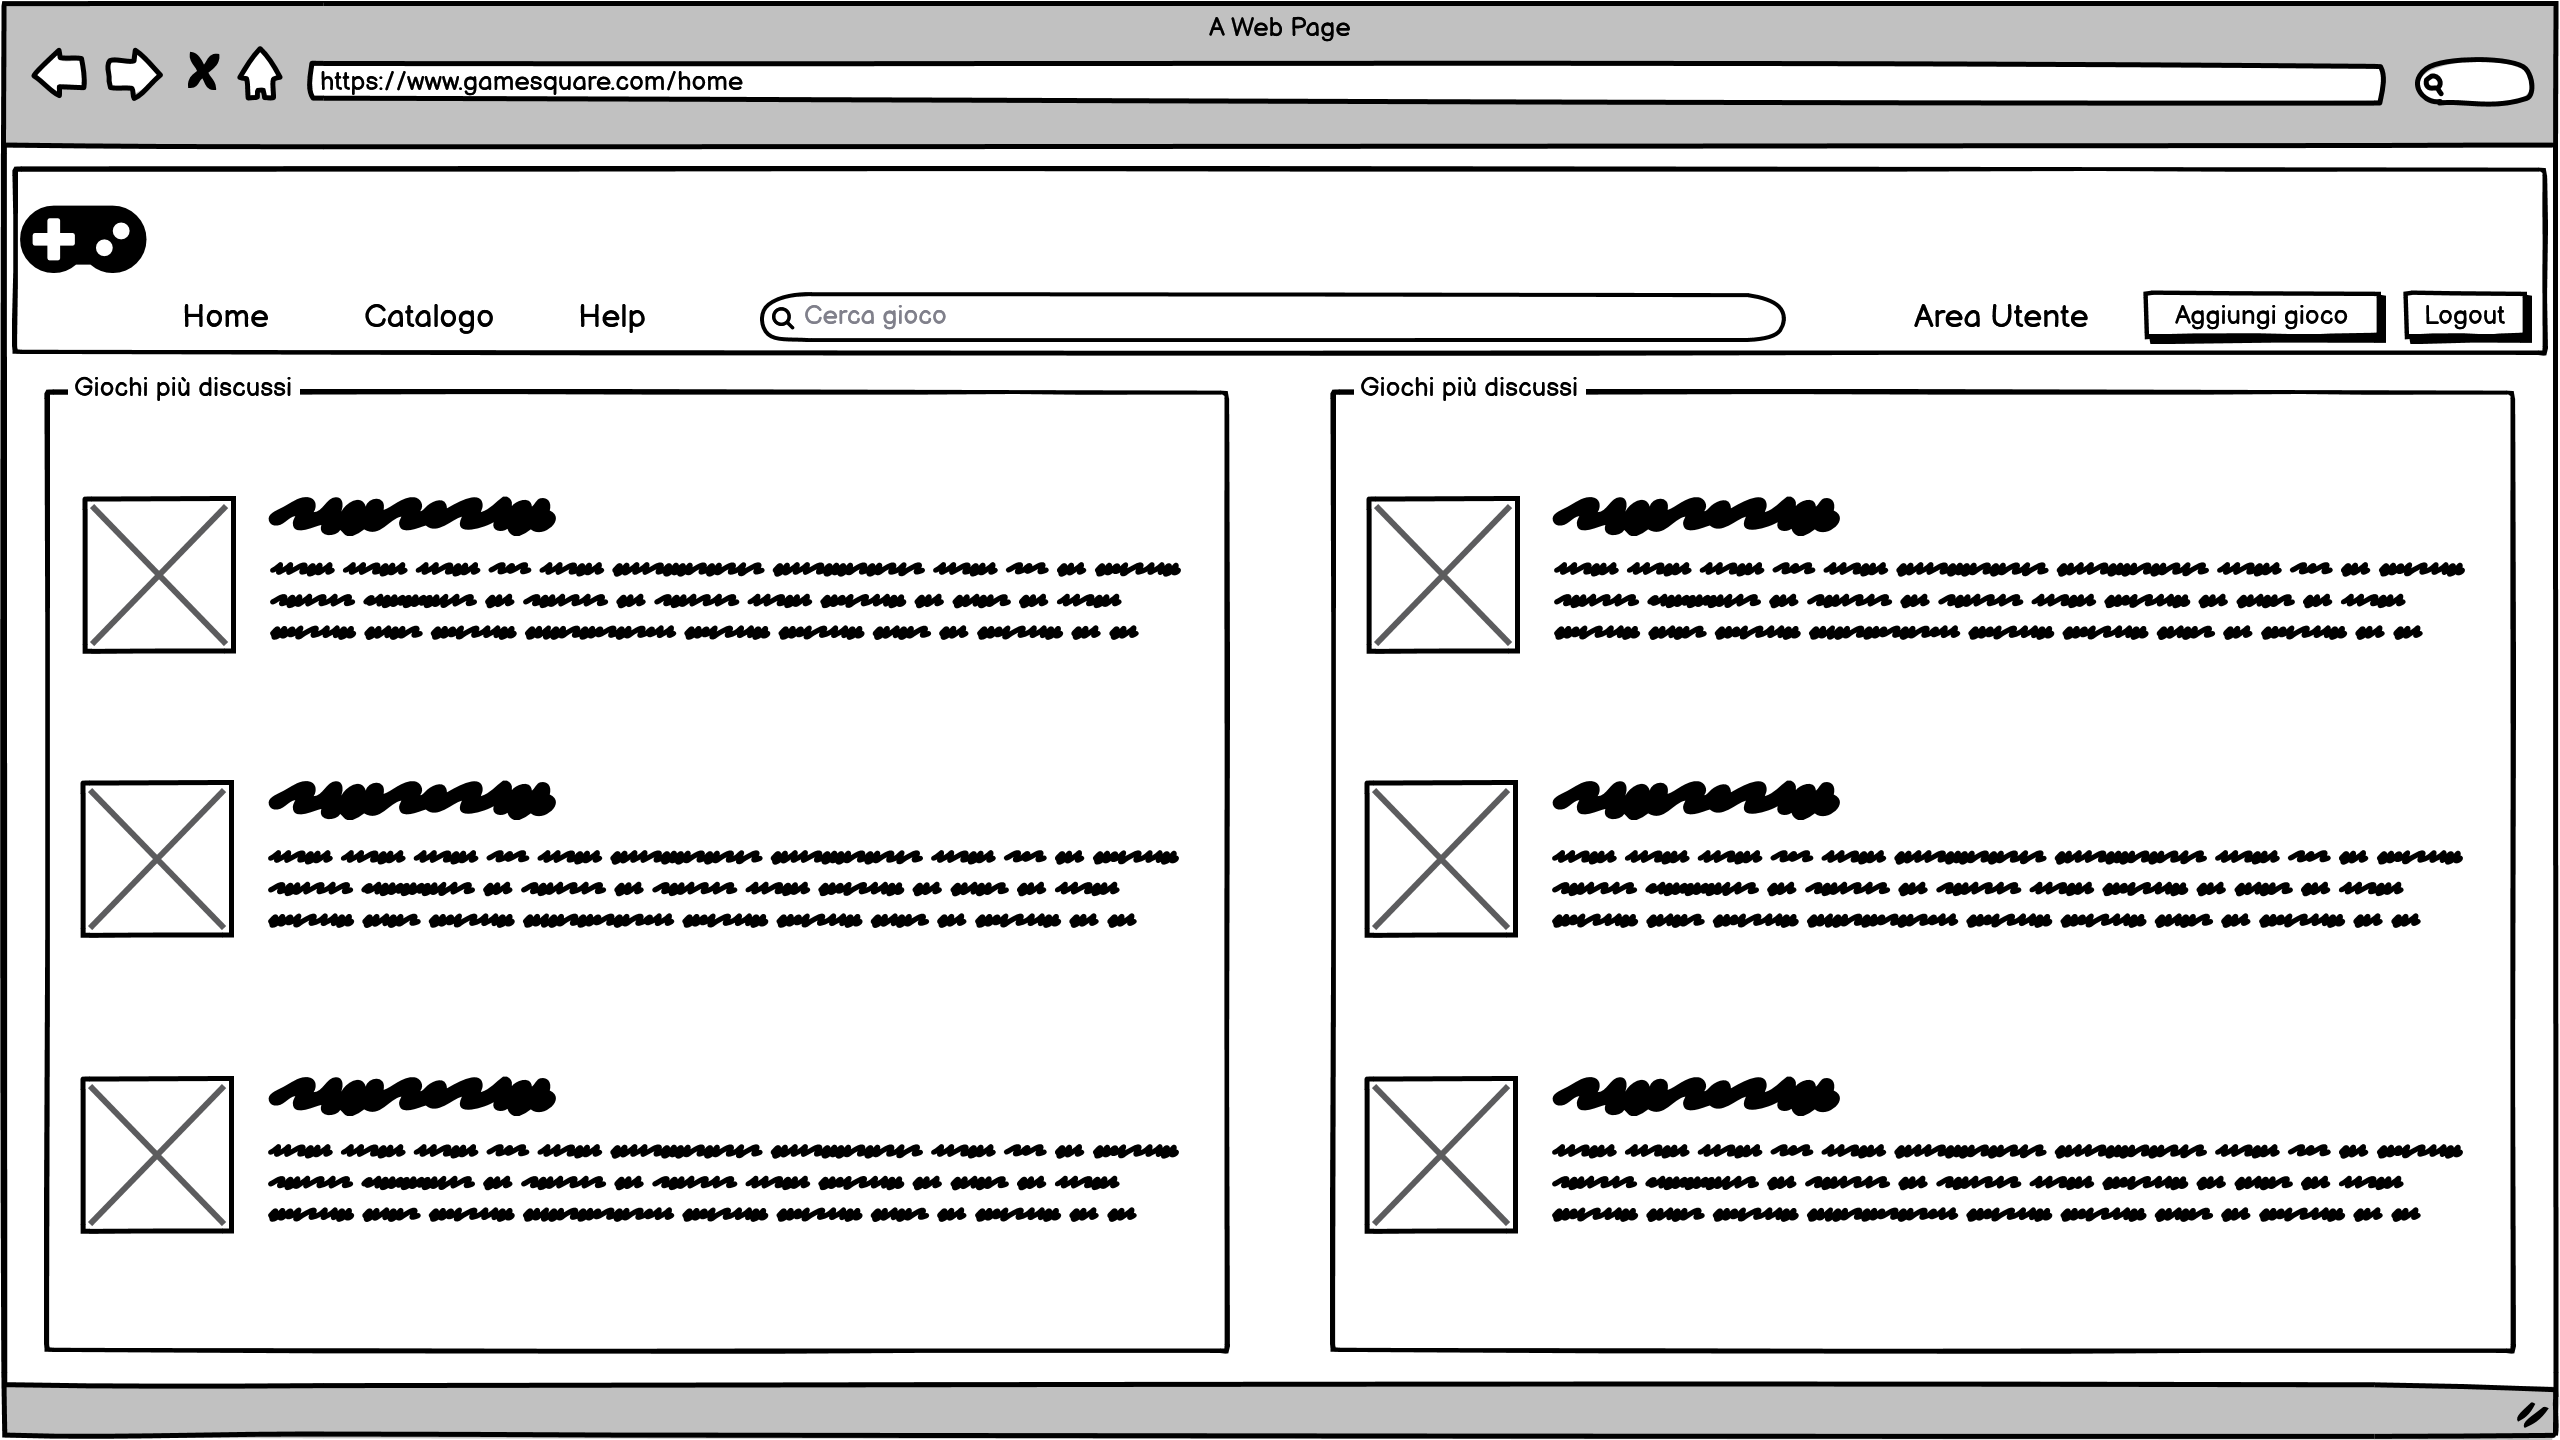 A Web Page
https://www.gamesquare.com/home
Home Catalogo Help Cerca gioco Area Utente Aggiungi gioco Logout
Giochi più discussi
Giochi più discussi